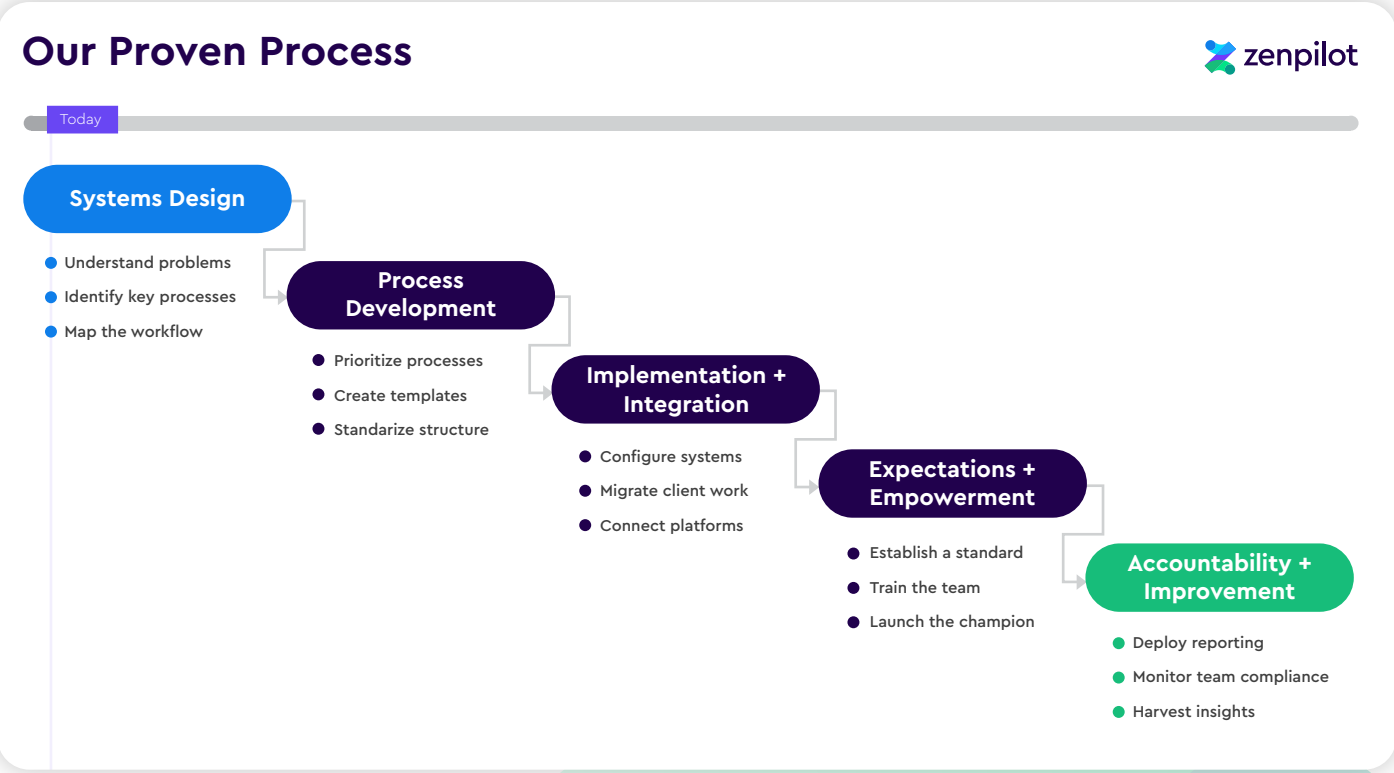 Our Proven Process
zenpilot
Today
Systems Design
Understand problems
Identify key processes
Map the workflow
Process
Development
Prioritize processes
Create templates
Standarize structure
Implementation +
Integration
Configure systems
Migrate client work
Connect platforms
Expectations +
Empowerment
Establish a standard
Train the team
Launch the champion
Accountability +
Improvement
Deploy reporting
Monitor team compliance
Harvest insights